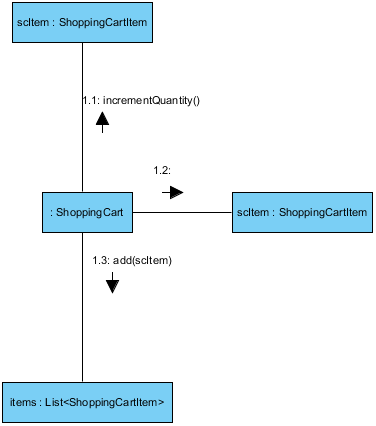 scItem : ShoppingCartItem
1.1: incrementQuantity()
1.2:
: ShoppingCart
scItem : ShoppingCartItem
1.3: add(scItem)
items : List<ShoppingCartItem>